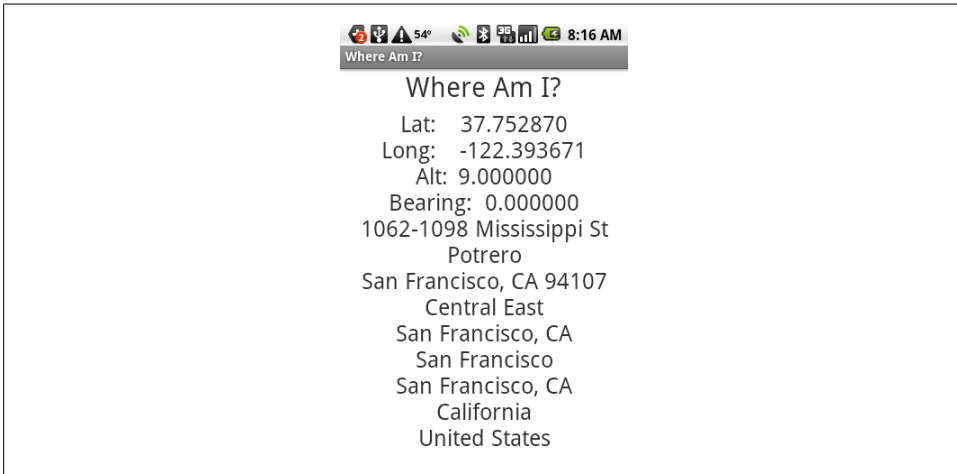 2 54° 3G 8:16 AM
Where Am I?
Where Am I?
Lat: 37.752870
Long: -122.393671
Alt: 9.000000
Bearing: 0.000000
1062-1098 Mississippi St
Potrero
San Francisco, CA 94107
Central East
San Francisco, CA
San Francisco
San Francisco, CA
California
United States